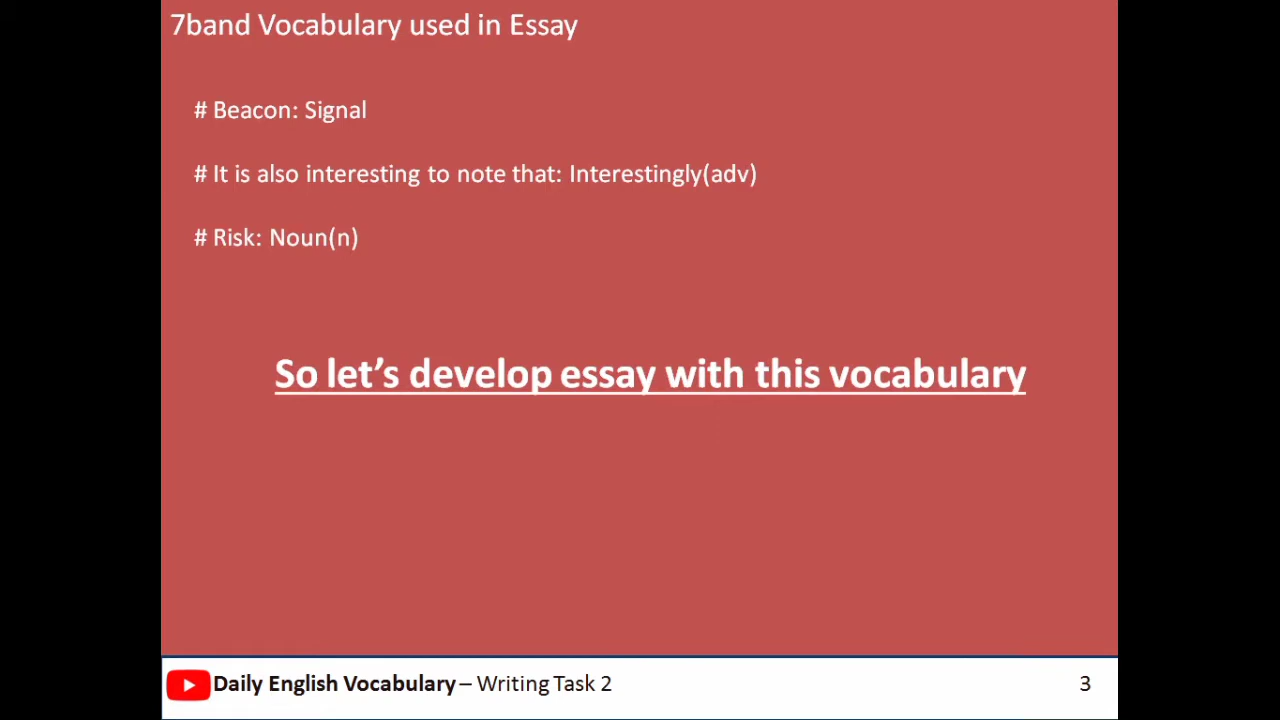 7band Vocabulary used in Essay
# Beacon: Signal
# It is also interesting to note that: Interestingly(adv)
# Risk: Noun(n)
So let’s develop essay with this vocabulary
Daily English Vocabulary – Writing Task 2
3